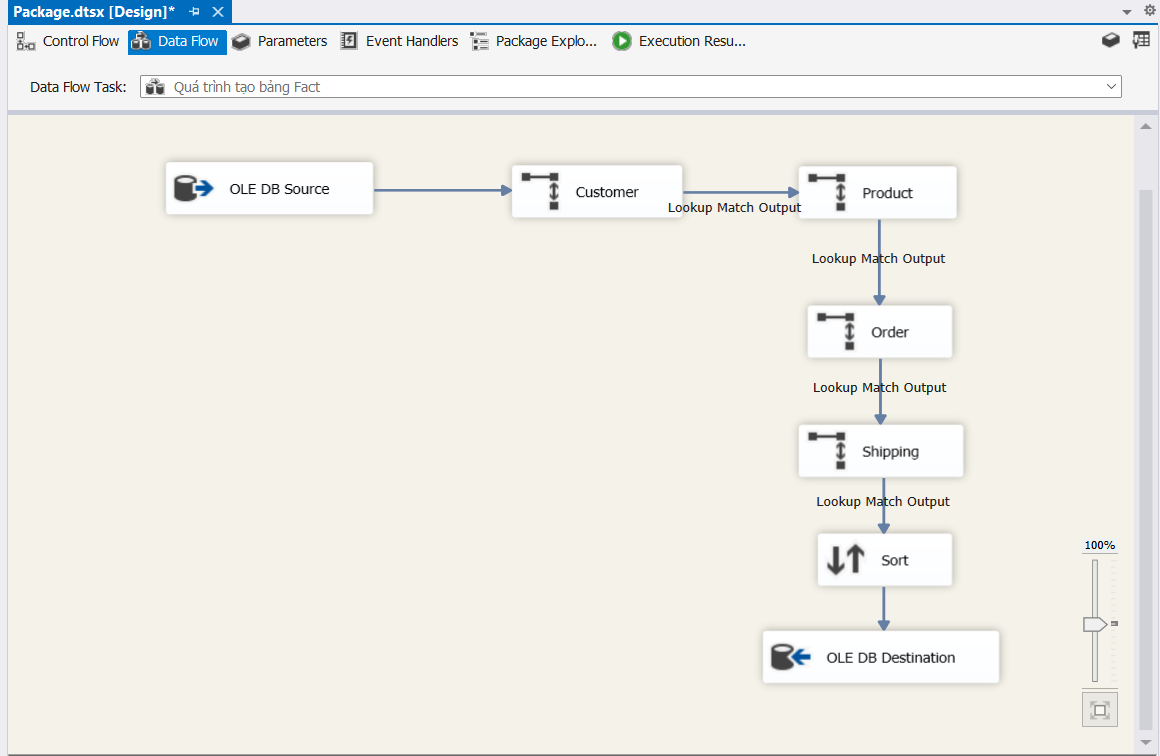 Package.dtsx [Design]*
Control Flow Data Flow Parameters Event Handlers Package Explo... Execution Resu...
Data Flow Task: Quá trình tạo bảng Fact
OLE DB Source
Customer
Lookup Match Output
Product
Lookup Match Output
Order
Lookup Match Output
Shipping
Lookup Match Output
Sort
100%
OLE DB Destination